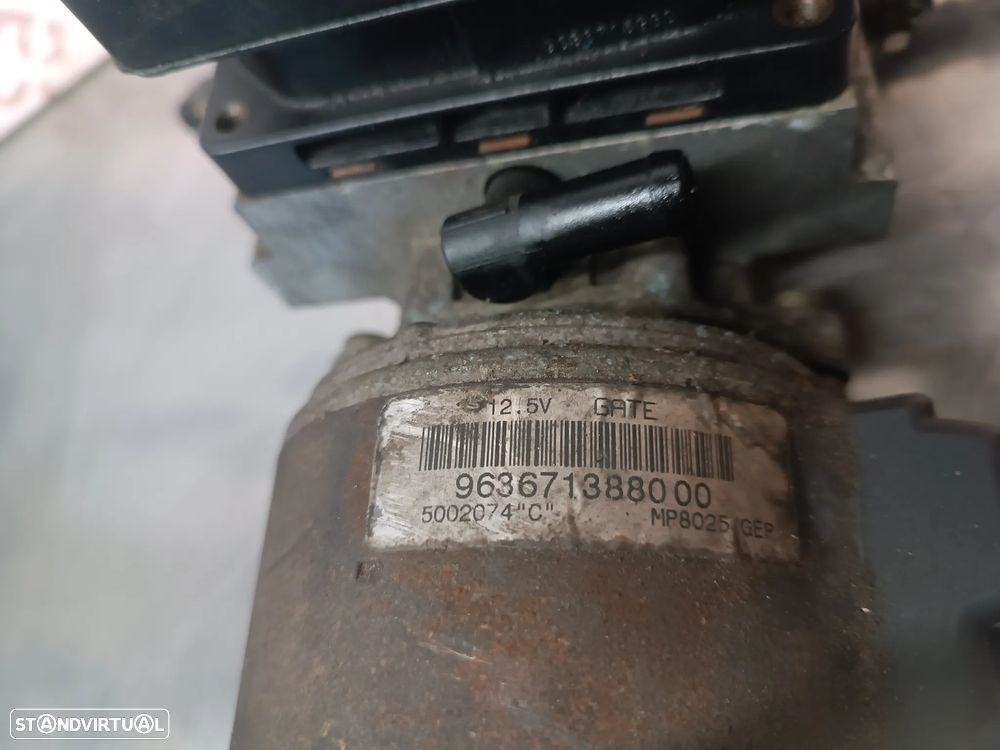 12.5V GATE
9636713880 00
5002074"C" MP8025/GEP
STANDVIRTUAL